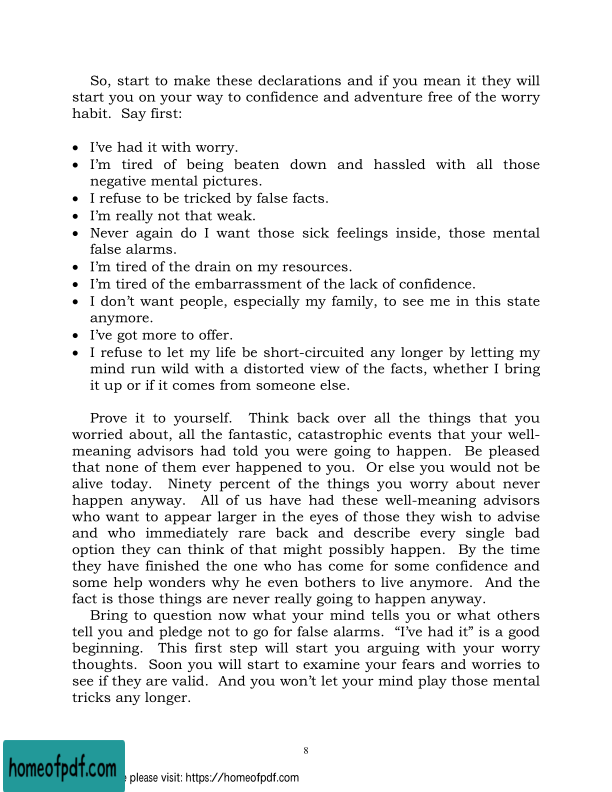 So, start to make these declarations and if you mean it they will
start you on your way to confidence and adventure free of the worry
habit.  Say first:
• I've had it with worry.
• I'm tired of being beaten down and hassled with all those
negative mental pictures.
• I refuse to be tricked by false facts.
• I'm really not that weak.
• Never again do I want those sick feelings inside, those mental
false alarms.
• I'm tired of the drain on my resources.
• I'm tired of the embarrassment of the lack of confidence.
• I don't want people, especially my family, to see me in this state
anymore.
• I've got more to offer.
• I refuse to let my life be short-circuited any longer by letting my
mind run wild with a distorted view of the facts, whether I bring
it up or if it comes from someone else.
Prove it to yourself.  Think back over all the things that you
worried about, all the fantastic, catastrophic events that your well-
meaning advisors had told you were going to happen.  Be pleased
that none of them ever happened to you.  Or else you would not be
alive today.  Ninety percent of the things you worry about never
happen anyway.  All of us have had these well-meaning advisors
who want to appear larger in the eyes of those they wish to advise
and who immediately rare back and describe every single bad
option they can think of that might possibly happen.  By the time
they have finished the one who has come for some confidence and
some help wonders why he even bothers to live anymore.  And the
fact is those things are never really going to happen anyway.
Bring to question now what your mind tells you or what others
tell you and pledge not to go for false alarms.  “I've had it” is a good
beginning.  This first step will start you arguing with your worry
thoughts.  Soon you will start to examine your fears and worries to
see if they are valid.  And you won't let your mind play those mental
tricks any longer.
8
homeofpdf.com
please visit: https://homeofpdf.com